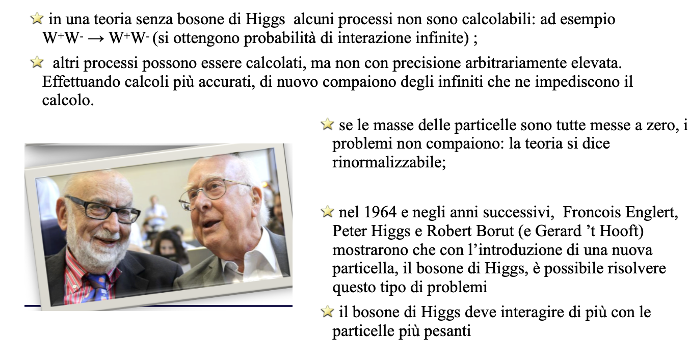 in una teoria senza bosone di Higgs alcuni processi non sono calcolabili: ad esempio
W⁺W⁻ → W⁺W⁻ (si ottengono probabilità di interazione infinite) ;
altri processi possono essere calcolati, ma non con precisione arbitrariamente elevata.
Effettuando calcoli più accurati, di nuovo compaiono degli infiniti che ne impediscono il
calcolo.
se le masse delle particelle sono tutte messe a zero, i
problemi non compaiono: la teoria si dice
rinormalizzabile;
nel 1964 e negli anni successivi, Froncois Englert,
Peter Higgs e Robert Borut (e Gerard ’t Hooft)
mostrarono che con l’introduzione di una nuova
particella, il bosone di Higgs, è possibile risolvere
questo tipo di problemi
il bosone di Higgs deve interagire di più con le
particelle più pesanti